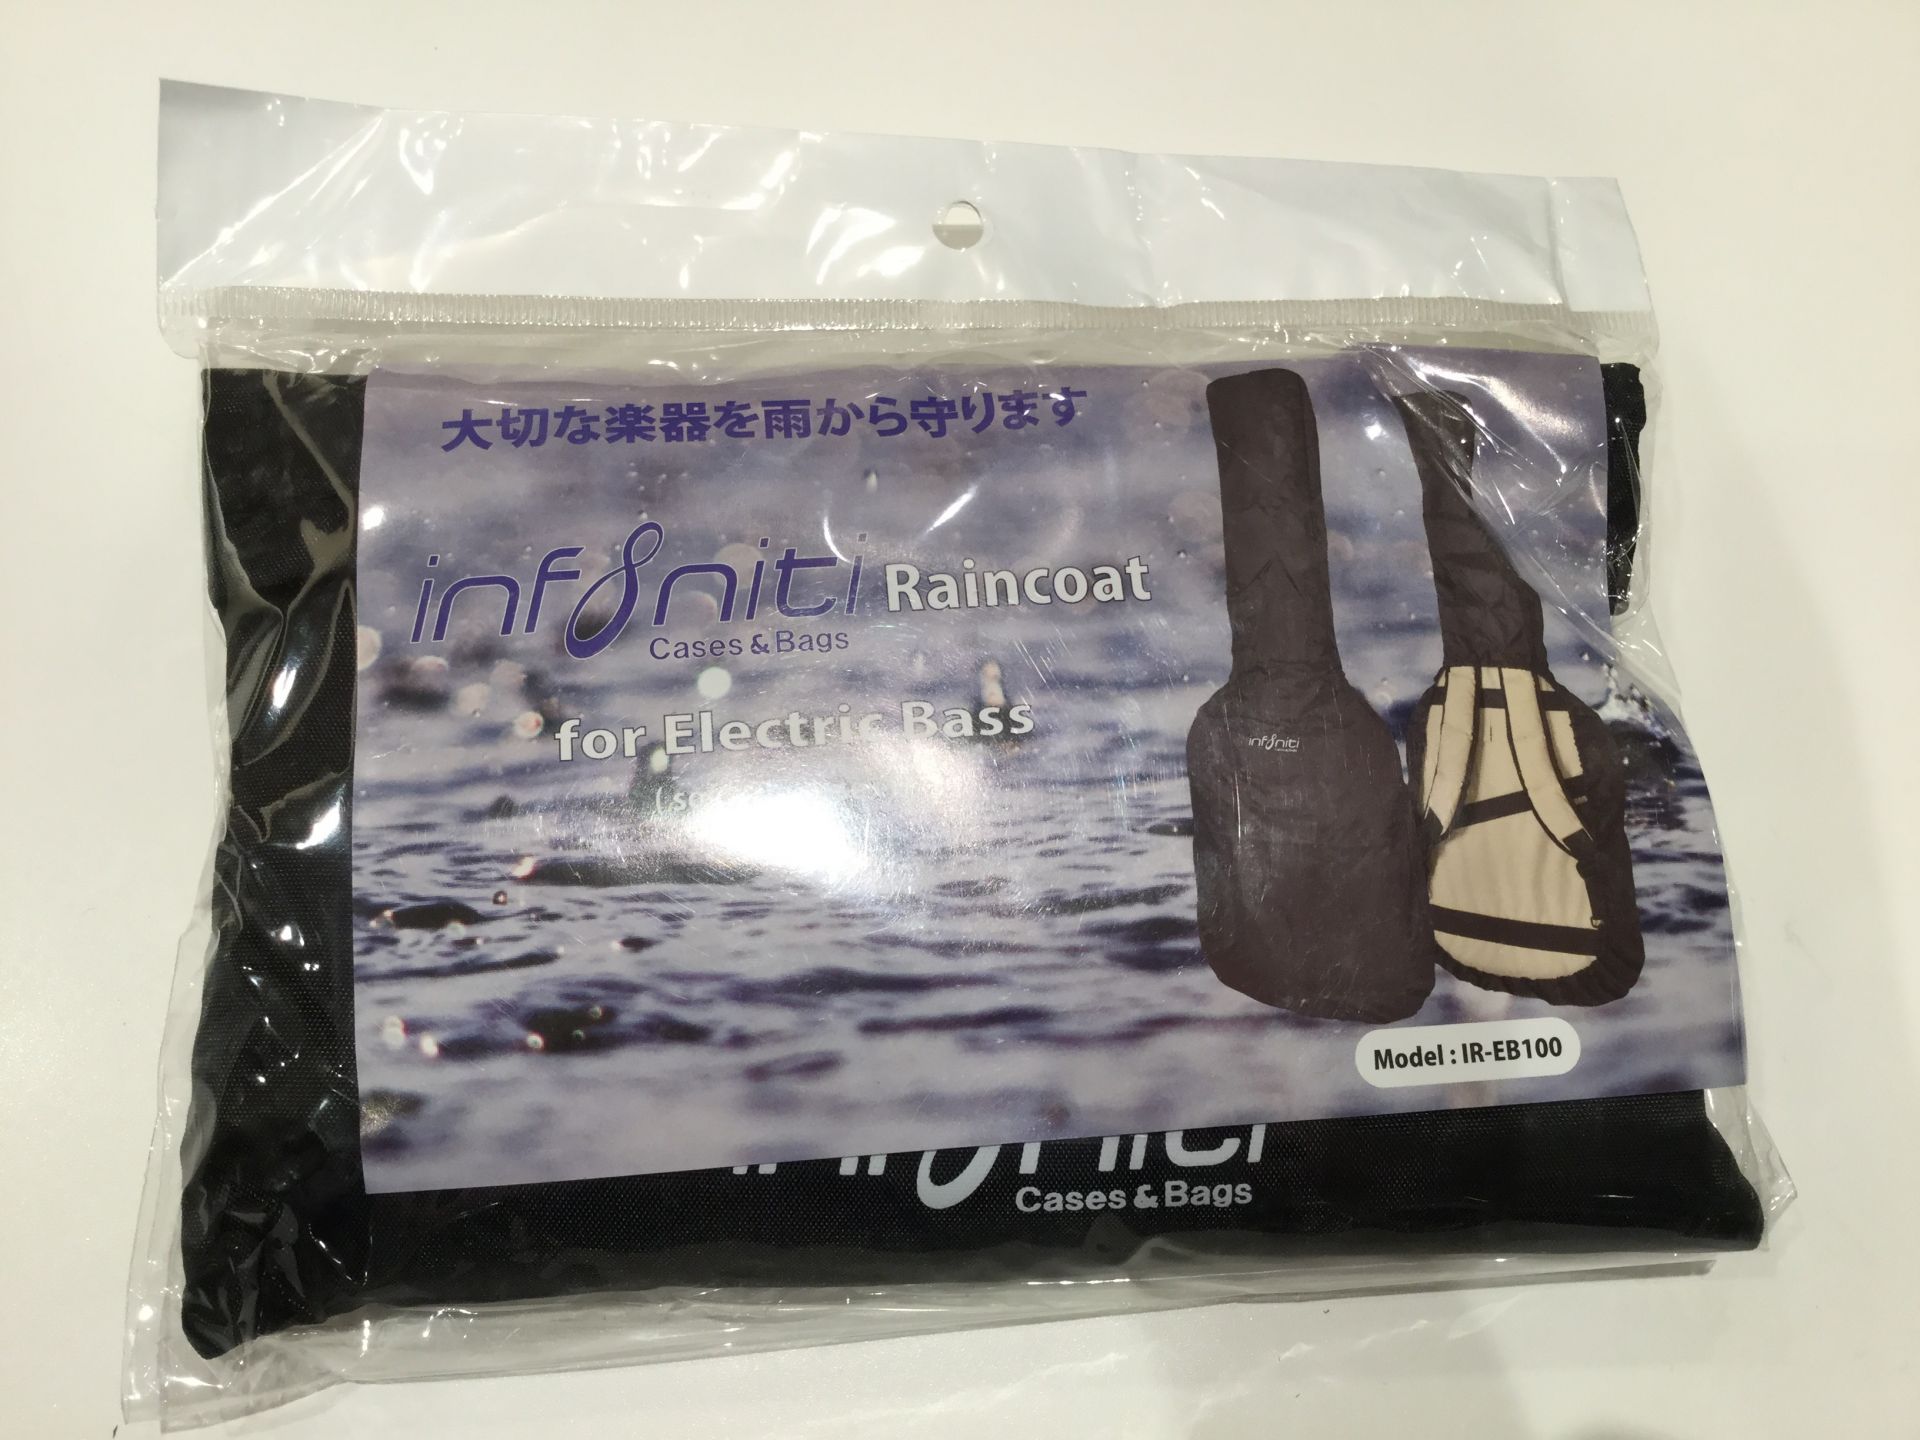 大切な楽器を雨から守ります
infiniti Raincoat
Cases & Bags
for Electric Bass
infiniti
Model : IR-EB100
infiniti
Cases & Bags